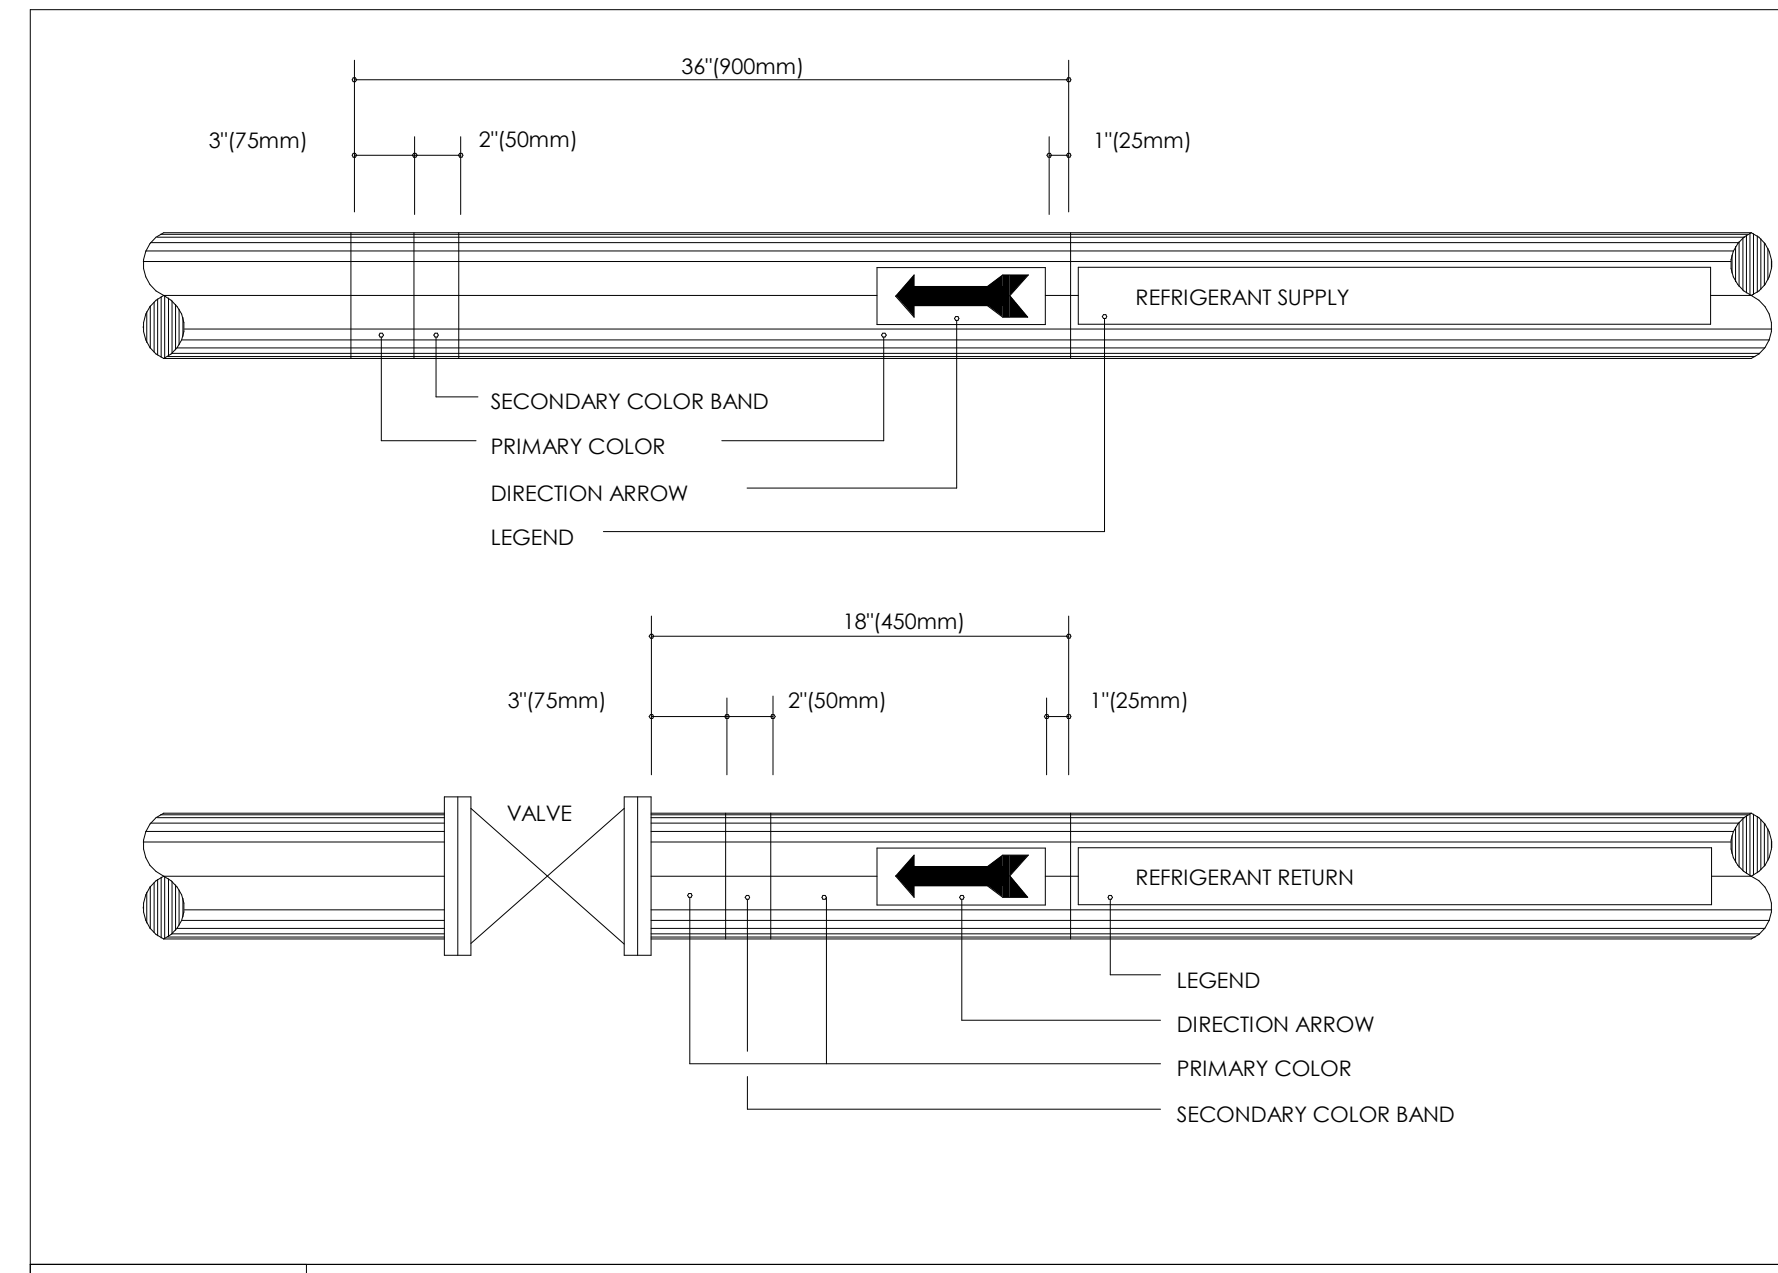 36"(900mm)
3"(75mm)
2"(50mm)
1"(25mm)
REFRIGERANT SUPPLY
SECONDARY COLOR BAND
PRIMARY COLOR
DIRECTION ARROW
LEGEND
18"(450mm)
3"(75mm)
2"(50mm)
1"(25mm)
VALVE
REFRIGERANT RETURN
LEGEND
DIRECTION ARROW
PRIMARY COLOR
SECONDARY COLOR BAND